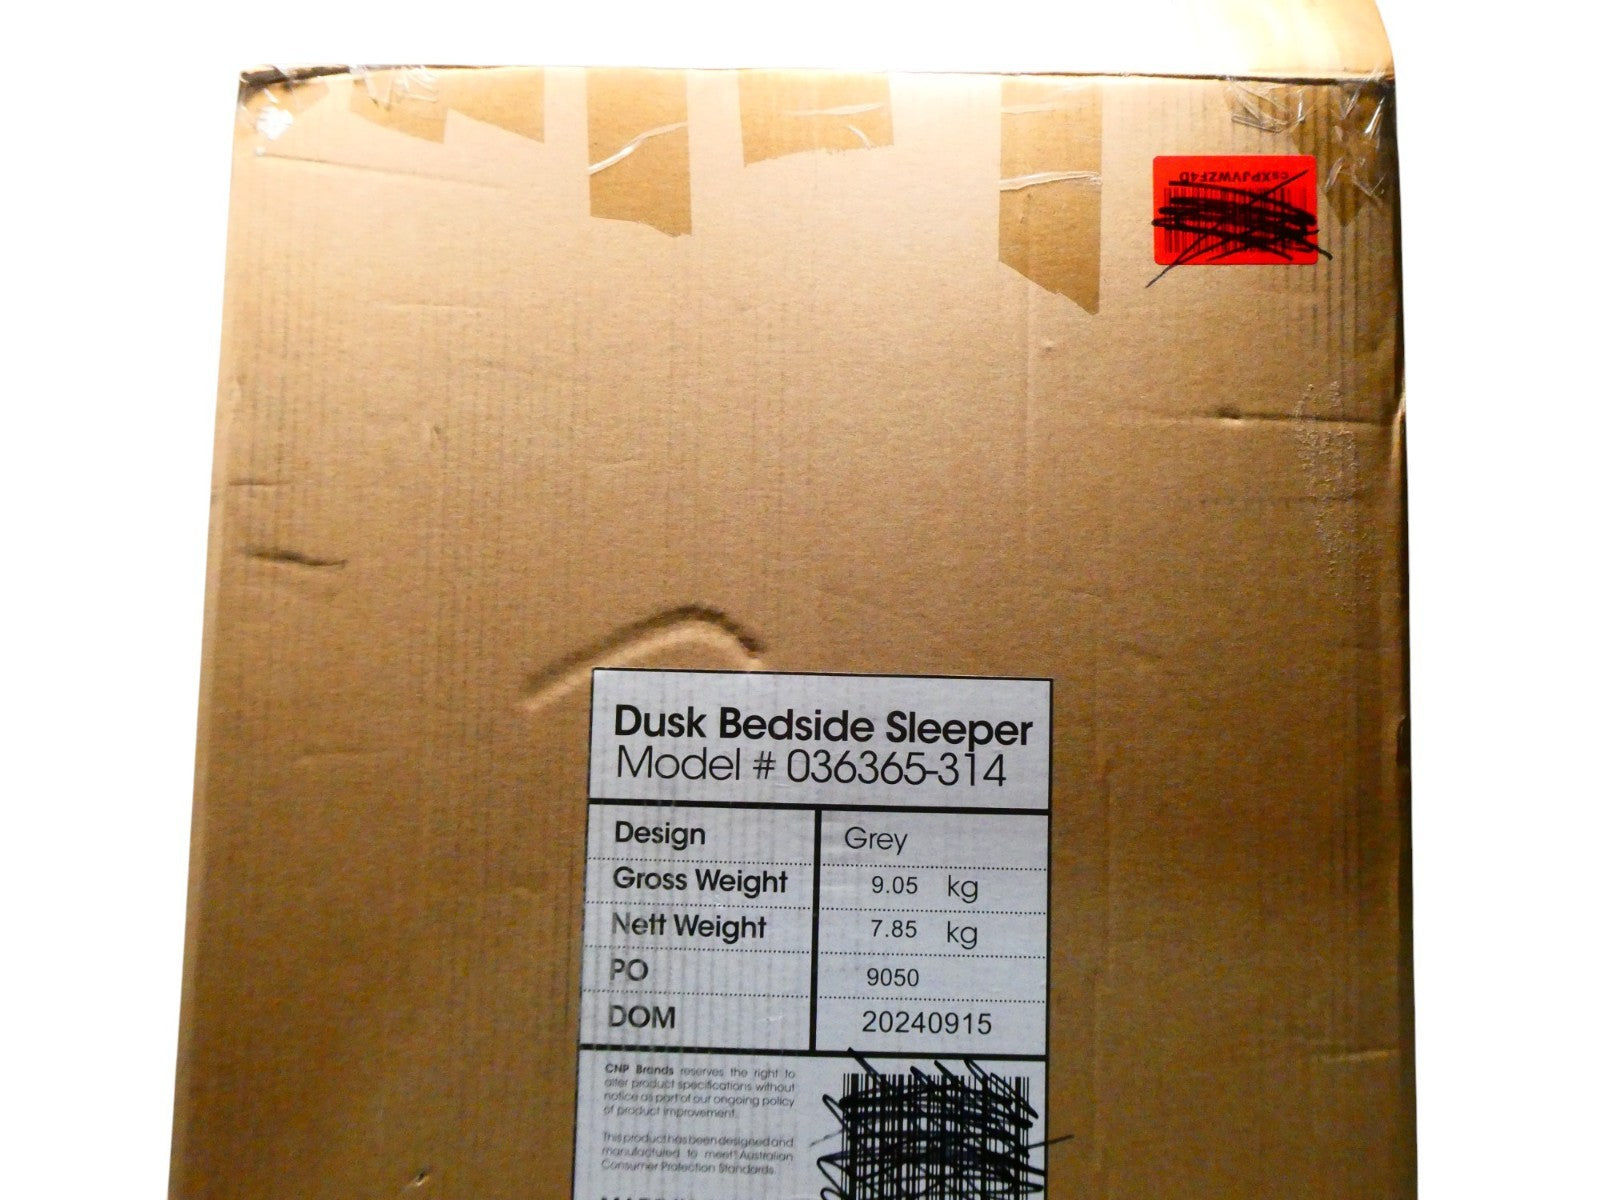 csXPJVWZF4D
Dusk Bedside Sleeper
Model # 036365-314
Design Grey
Gross Weight 9.05 kg
Nett Weight 7.85 kg
PO 9050
DOM 20240915
CNP Brands reserves the right to
alter product specifications without
notice as part of our ongoing policy
of product improvement.
This product has been designed and
manufactured to meet Australian
Consumer Protection Standards.